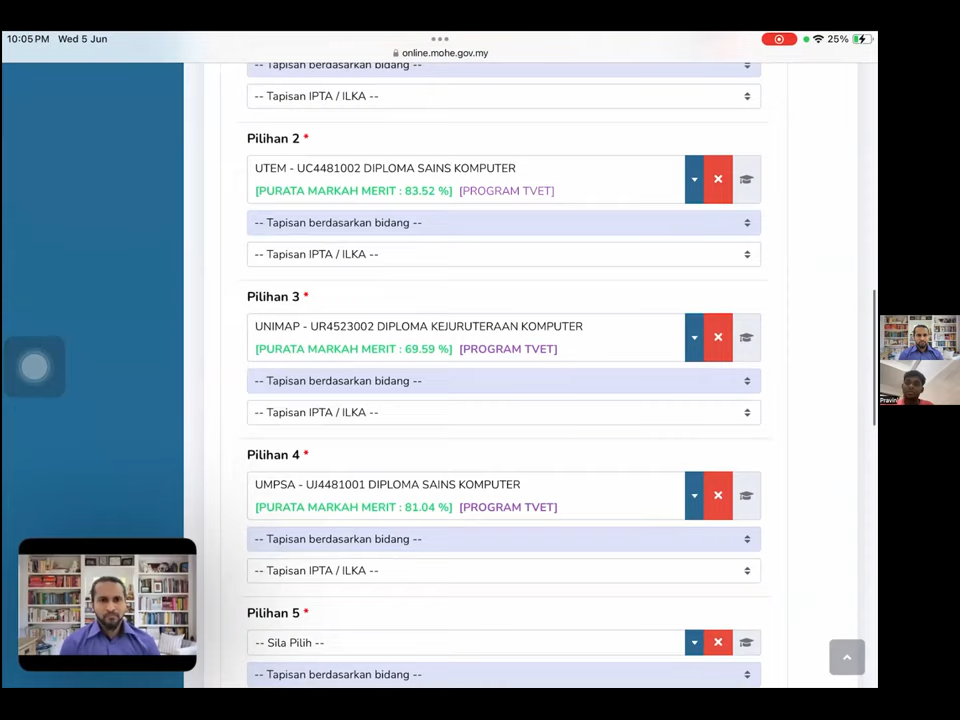 10:05 PM Wed 5 Jun
25%
online.mohe.gov.my
-- Tapisan berdasarkan bidang --
-- Tapisan IPTA / ILKA --
Pilihan 2 *
UTEM - UC4481002 DIPLOMA SAINS KOMPUTER
[PURATA MARKAH MERIT : 83.52 %] [PROGRAM TVET]
-- Tapisan berdasarkan bidang --
-- Tapisan IPTA / ILKA --
Pilihan 3 *
UNIMAP - UR4523002 DIPLOMA KEJURUTERAAN KOMPUTER
[PURATA MARKAH MERIT : 69.59 %] [PROGRAM TVET]
-- Tapisan berdasarkan bidang --
-- Tapisan IPTA / ILKA --
Pilihan 4 *
UMPSA - UJ4481001 DIPLOMA SAINS KOMPUTER
[PURATA MARKAH MERIT : 81.04 %] [PROGRAM TVET]
-- Tapisan berdasarkan bidang --
-- Tapisan IPTA / ILKA --
Pilihan 5 *
-- Sila Pilih --
-- Tapisan berdasarkan bidang --